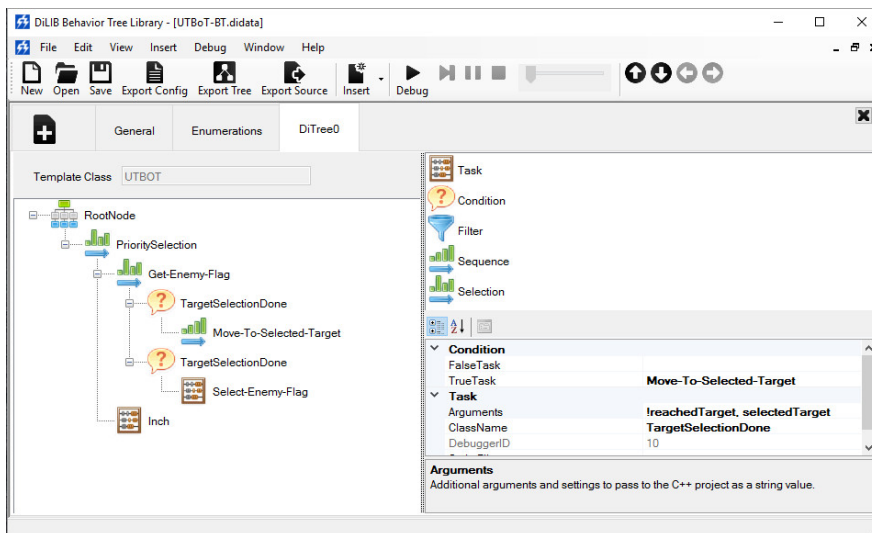 DiLIB Behavior Tree Library - [UTBoT-BT.didata]
File Edit View Insert Debug Window Help
New Open Save Export Config Export Tree Export Source Insert Debug
General Enumerations DiTree0
Template Class UTBOT
RootNode
PrioritySelection
Get-Enemy-Flag
TargetSelectionDone
Move-To-Selected-Target
TargetSelectionDone
Select-Enemy-Flag
Inch
Task
Condition
Filter
Sequence
Selection
Condition
FalseTask
TrueTask Move-To-Selected-Target
Task
Arguments !reachedTarget, selectedTarget
ClassName TargetSelectionDone
DebuggerID 10
Arguments
Additional arguments and settings to pass to the C++ project as a string value.